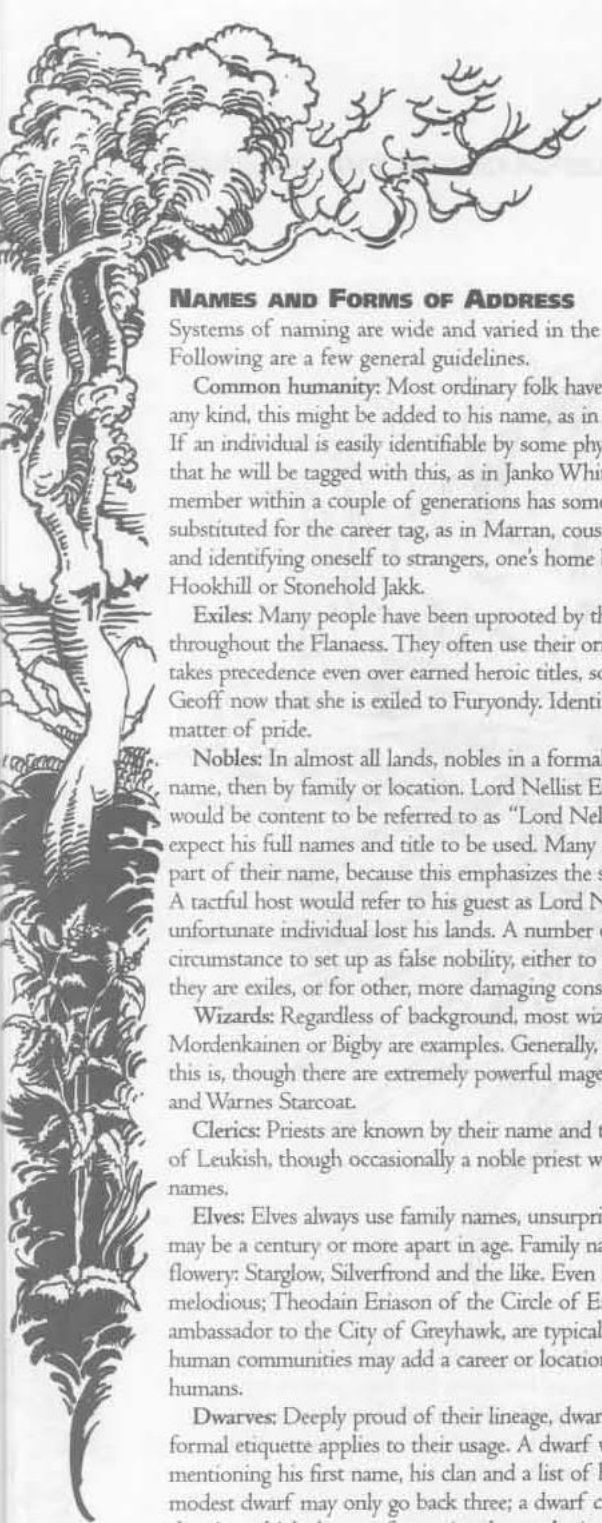 NAMES AND FORMS OF ADDRESS
Systems of naming are wide and varied in the
Following are a few general guidelines.
Common humanity: Most ordinary folk have
any kind, this might be added to his name, as in
If an individual is easily identifiable by some phy
that he will be tagged with this, as in Janko Whi
member within a couple of generations has some
substituted for the career tag, as in Marran, cous
and identifying oneself to strangers, one's home
Hookhill or Stonehold Jakk.
Exiles: Many people have been uprooted by th
throughout the Flanaess. They often use their or
takes precedence even over earned heroic titles, so
Geoff now that she is exiled to Furyondy. Identi
matter of pride.
Nobles: In almost all lands, nobles in a formal
name, then by family or location. Lord Nellist E
would be content to be referred to as "Lord Nel
expect his full names and title to be used. Many
part of their name, because this emphasizes the s
A tactful host would refer to his guest as Lord N
unfortunate individual lost his lands. A number o
circumstance to set up as false nobility, either to
they are exiles, or for other, more damaging cons
Wizards: Regardless of background, most wiz
Mordenkainen or Bigby are examples. Generally,
this is, though there are extremely powerful mage
and Warnes Starcoat.
Clerics: Priests are known by their name and t
of Leukish, though occasionally a noble priest w
names.
Elves: Elves always use family names, unsurpri
may be a century or more apart in age. Family na
flowery: Starglow, Silverfrond and the like. Even
melodious; Theodain Eriason of the Circle of E
ambassador to the City of Greyhawk, are typical
human communities may add a career or location
humans.
Dwarves: Deeply proud of their lineage, dwar
formal etiquette applies to their usage. A dwarf w
mentioning his first name, his clan and a list of
modest dwarf may only go back three; a dwarf c